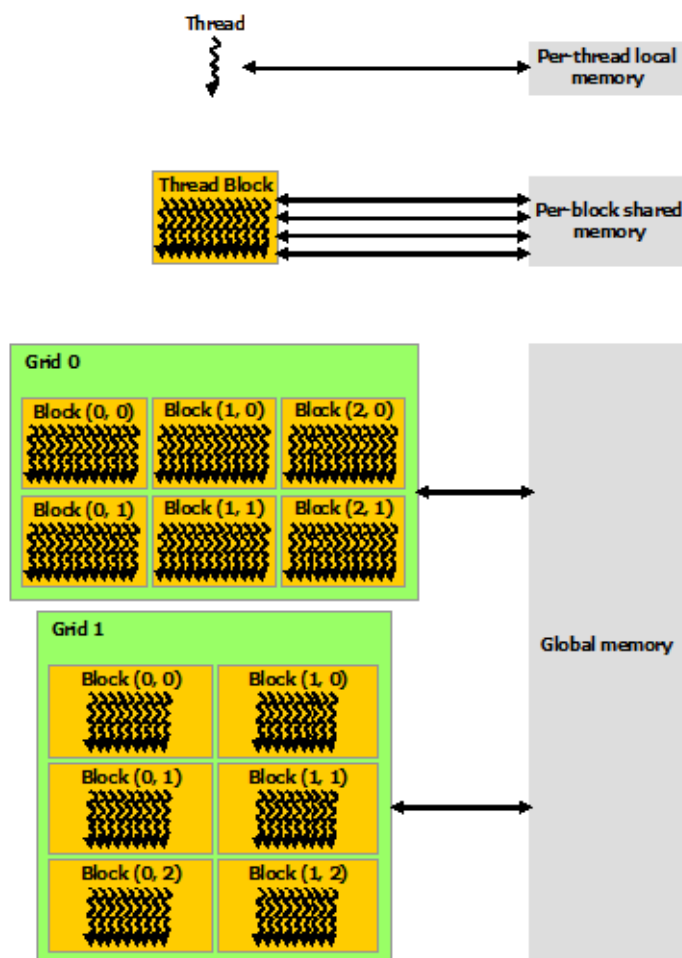 Thread
Per-thread local
memory
Thread Block
Per-block shared
memory
Grid 0
Block (0, 0) Block (1, 0) Block (2, 0)
Block (0, 1) Block (1, 1) Block (2, 1)
Grid 1
Global memory
Block (0, 0) Block (1, 0)
Block (0, 1) Block (1, 1)
Block (0, 2) Block (1, 2)